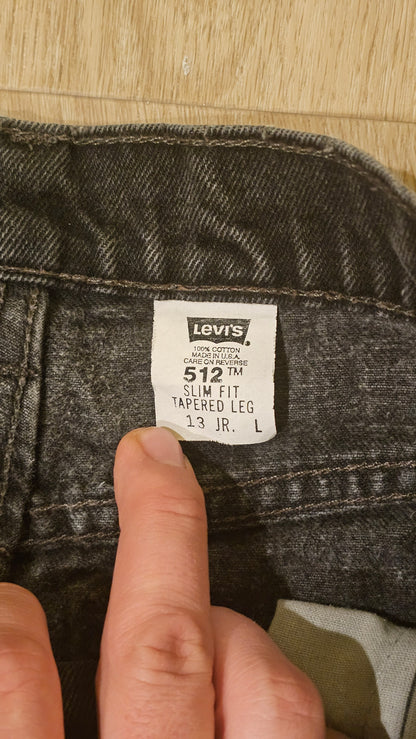 Levi's®
100% COTTON
MADE IN U.S.A.
CARE ON REVERSE
512™
SLIM FIT
TAPERED LEG
13 JR. L